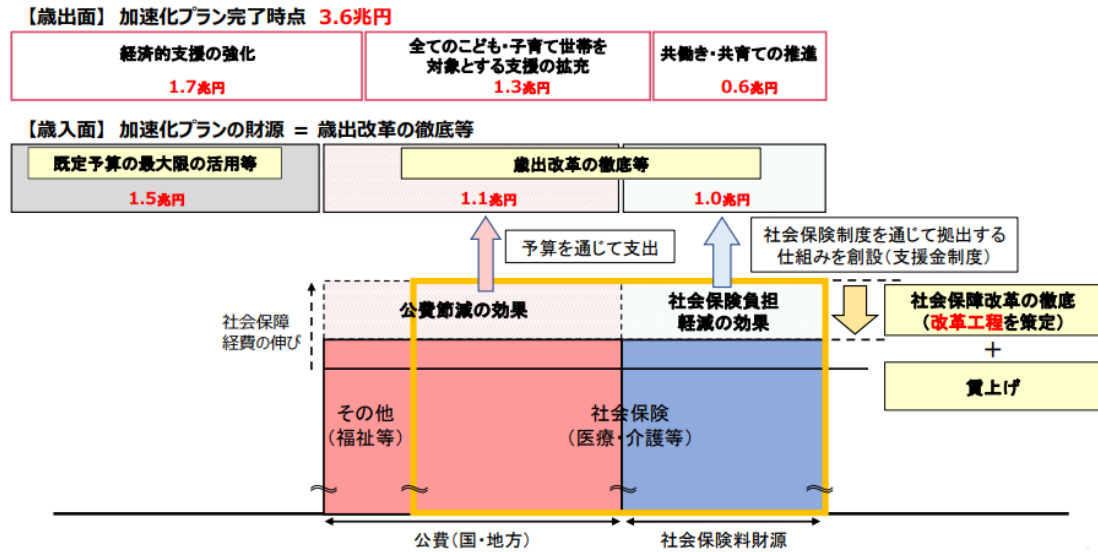 【歳出面】 加速化プラン完了時点 3.6兆円
経済的支援の強化
1.7兆円
全てのこども・子育て世帯を
対象とする支援の拡充
1.3兆円
共働き・共育ての推進
0.6兆円
【歳入面】 加速化プランの財源 = 歳出改革の徹底等
既定予算の最大限の活用等
1.5兆円
歳出改革の徹底等
1.1兆円
1.0兆円
予算を通じて支出
社会保険制度を通じて拠出する
仕組みを創設(支援金制度)
社会保障
経費の伸び
公費節減の効果
社会保険負担
軽減の効果
社会保障改革の徹底
(改革工程を策定)
+
賃上げ
その他
(福祉等)
社会保険
(医療・介護等)
公費(国・地方)
社会保険料財源